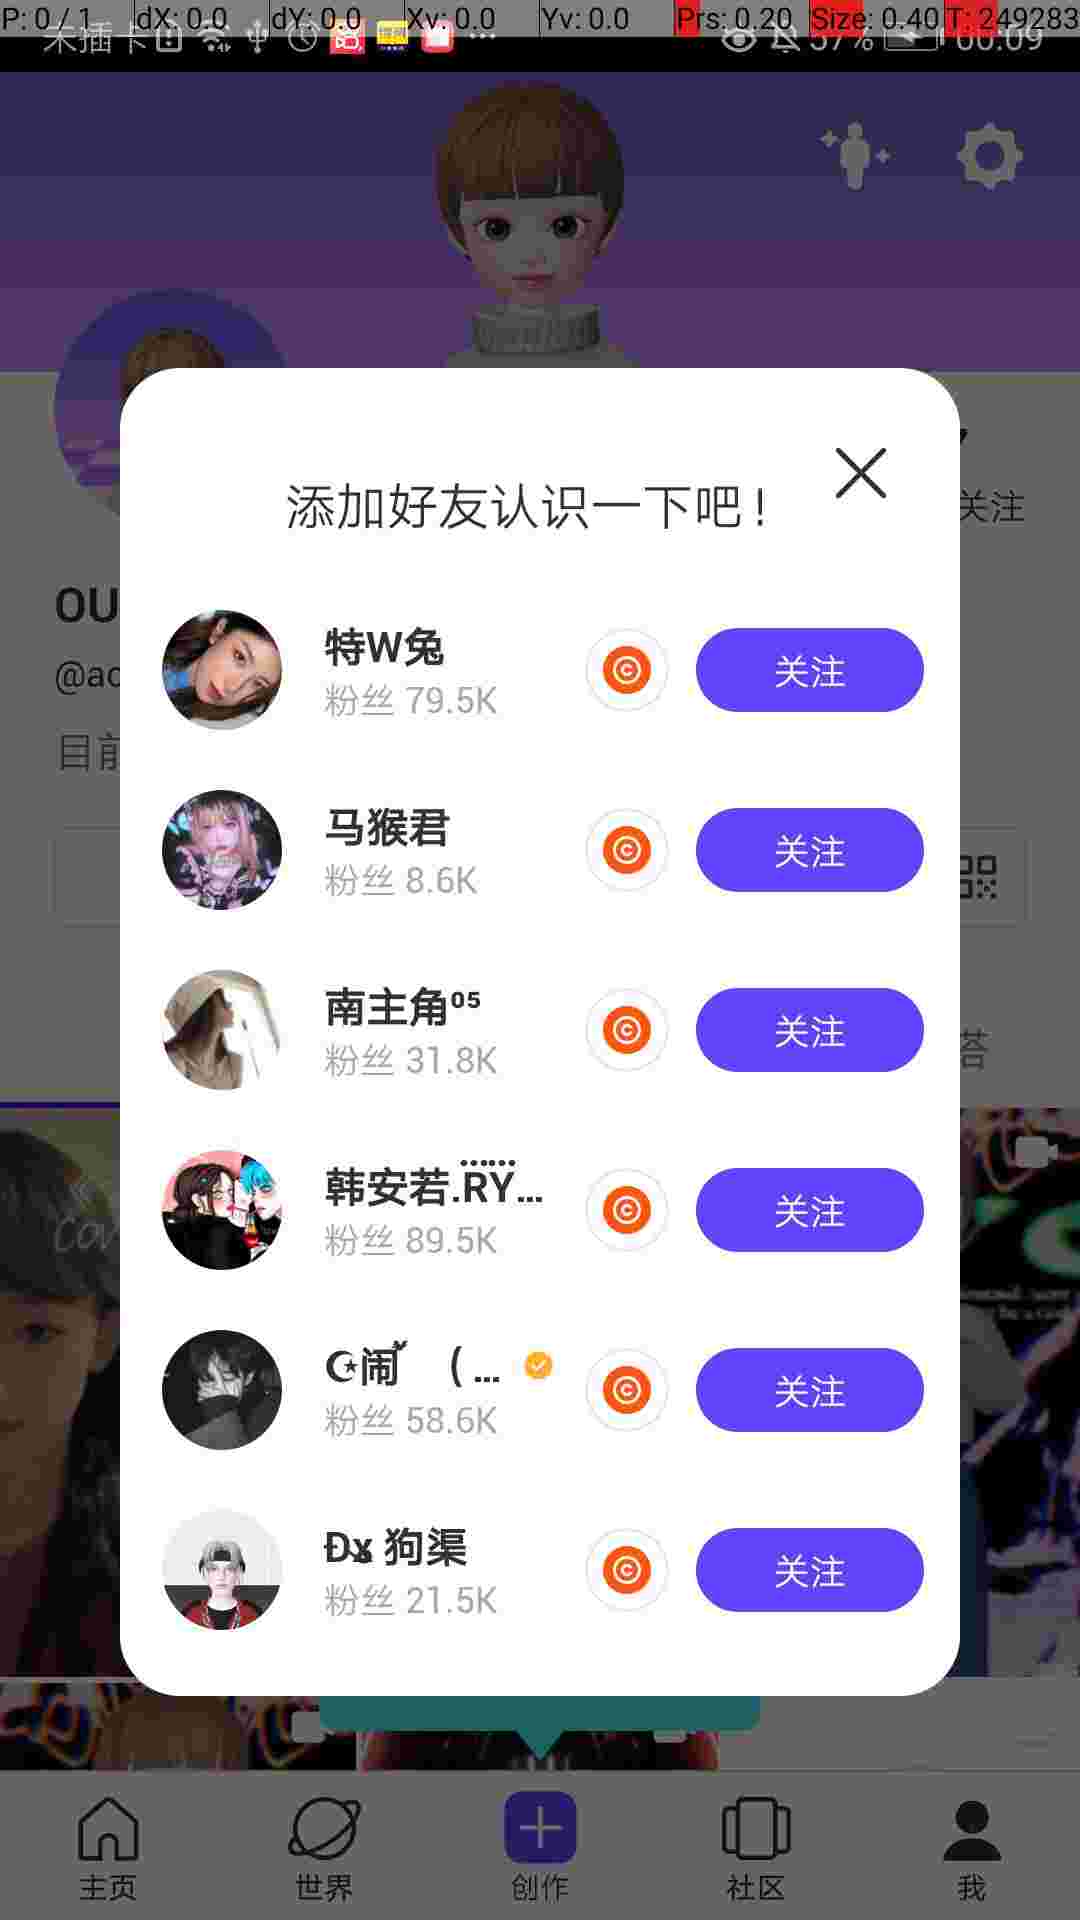 P: 0 / 1 dX: 0.0 dY: 0.0 Xv: 0.0 Yv: 0.0 Prs: 0.20 Size: 0.40 T: 249283
未插卡 57% 00:09
添加好友认识一下吧！
关注
OU
@ac
目前
特W兔
粉丝 79.5K
关注
马猴君
粉丝 8.6K
关注
南主角⁰⁵
粉丝 31.8K
关注
答
韩安若.R̈Ÿ...
粉丝 89.5K
关注
☪闹 ( ...
粉丝 58.6K
关注
狗渠
粉丝 21.5K
关注
主页 世界 创作 社区 我